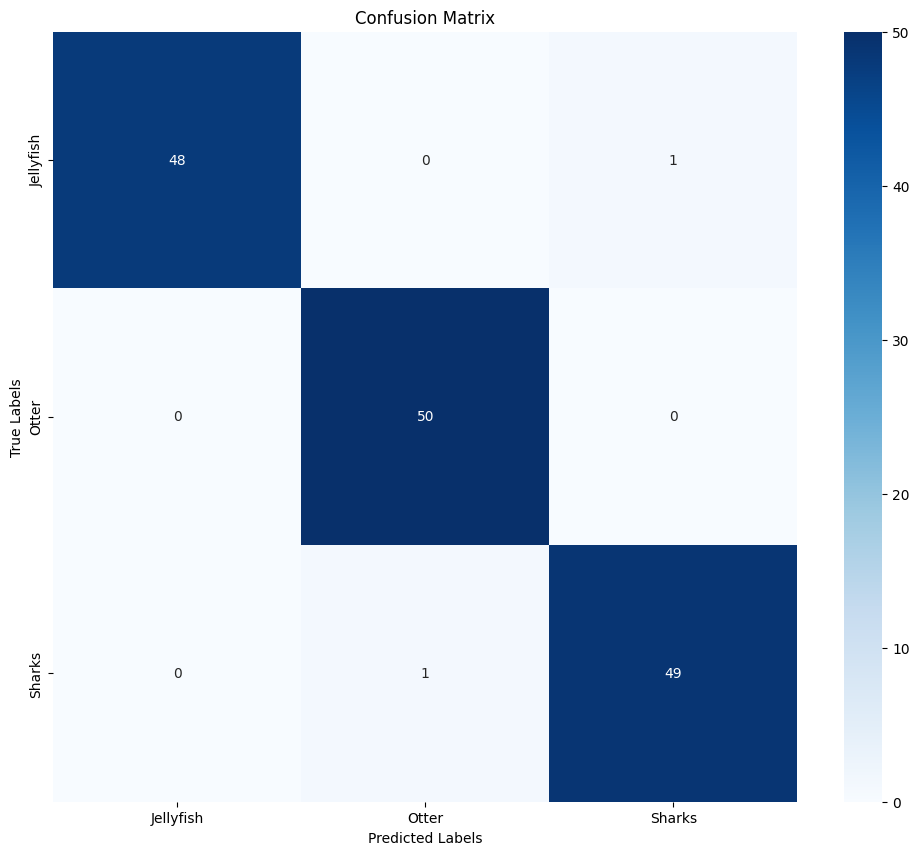 Confusion Matrix
50
40
30
20
10
0
True Labels
Jellyfish
Otter
Sharks
48 0 1
0 50 0
0 1 49
Jellyfish Otter Sharks
Predicted Labels